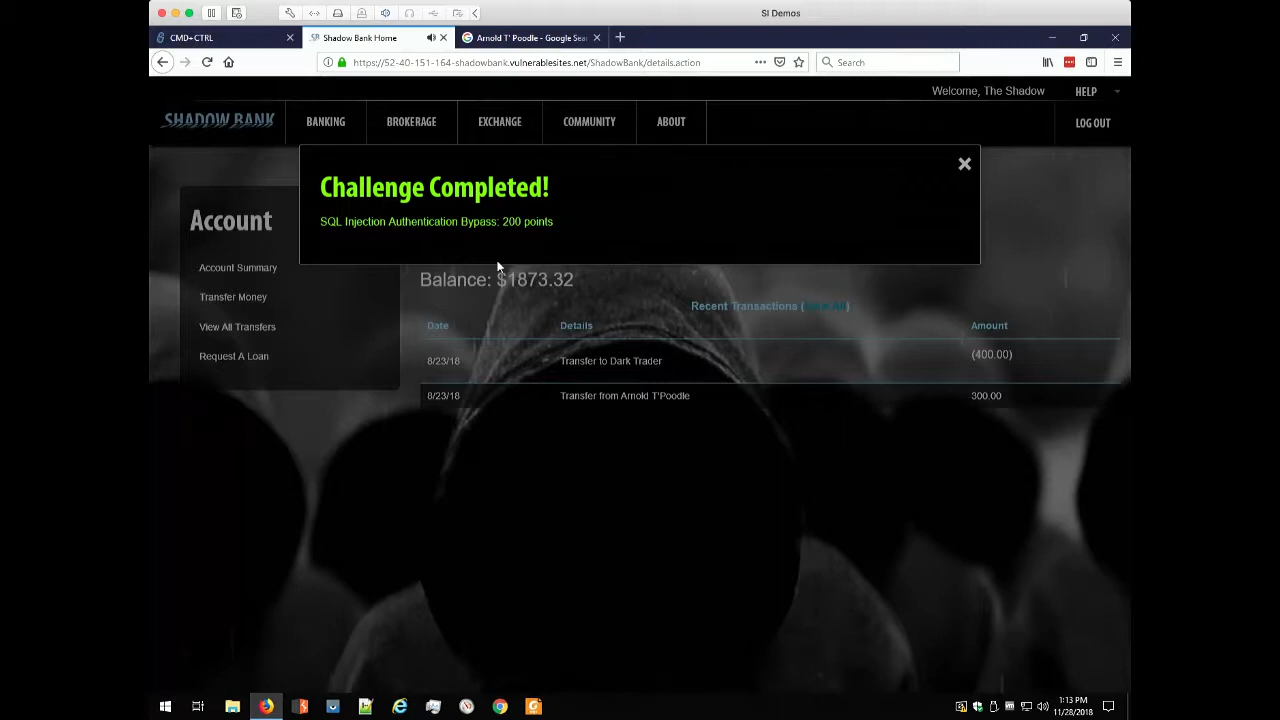 SI Demos
CMD+CTRL
Shadow Bank Home
Arnold T' Poodle - Google Sea
https://52-40-151-164-shadowbank.vulnerablesites.net/ShadowBank/details.action
Search
Welcome, The Shadow
HELP
SHADOW BANK
BANKING
BROKERAGE
EXCHANGE
COMMUNITY
ABOUT
LOG OUT
Challenge Completed!
SQL Injection Authentication Bypass: 200 points
Account
Account Summary
Transfer Money
View All Transfers
Request A Loan
Balance: $1873.32
Recent Transactions (
Date Details Amount
8/23/18 Transfer to Dark Trader (400.00)
8/23/18 Transfer from Arnold T'Poodle 300.00
1:13 PM
11/28/2018